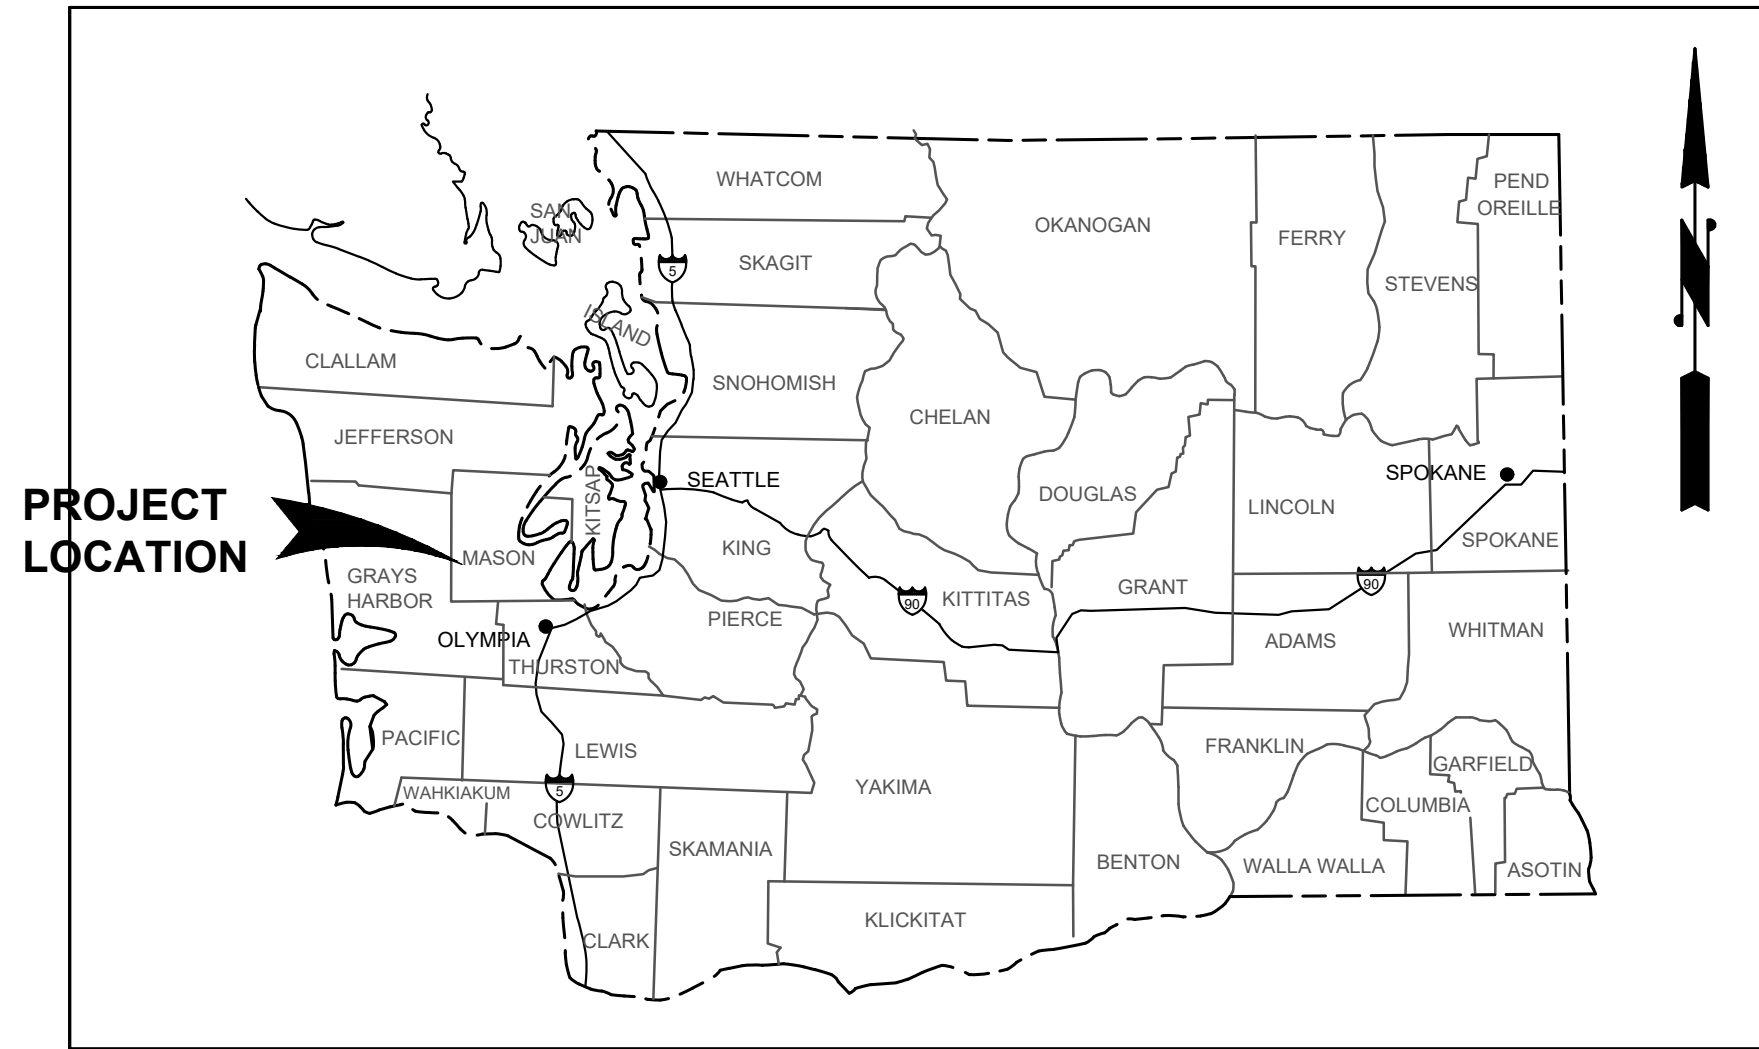 WHATCOM
PEND
OREILLE
SAN
JUAN
OKANOGAN
FERRY
SKAGIT
5
STEVENS
ISLAND
CLALLAM
SNOHOMISH
CHELAN
JEFFERSON
SEATTLE
SPOKANE
DOUGLAS
LINCOLN
KITSAP
PROJECT
LOCATION
KING
SPOKANE
MASON
GRAYS
HARBOR
GRANT
90
90
KITTITAS
PIERCE
WHITMAN
OLYMPIA
ADAMS
THURSTON
PACIFIC
LEWIS
FRANKLIN
GARFIELD
YAKIMA
WAHKIAKUM
5
COLUMBIA
COWLITZ
SKAMANIA
BENTON
WALLA WALLA
ASOTIN
KLICKITAT
CLARK
N